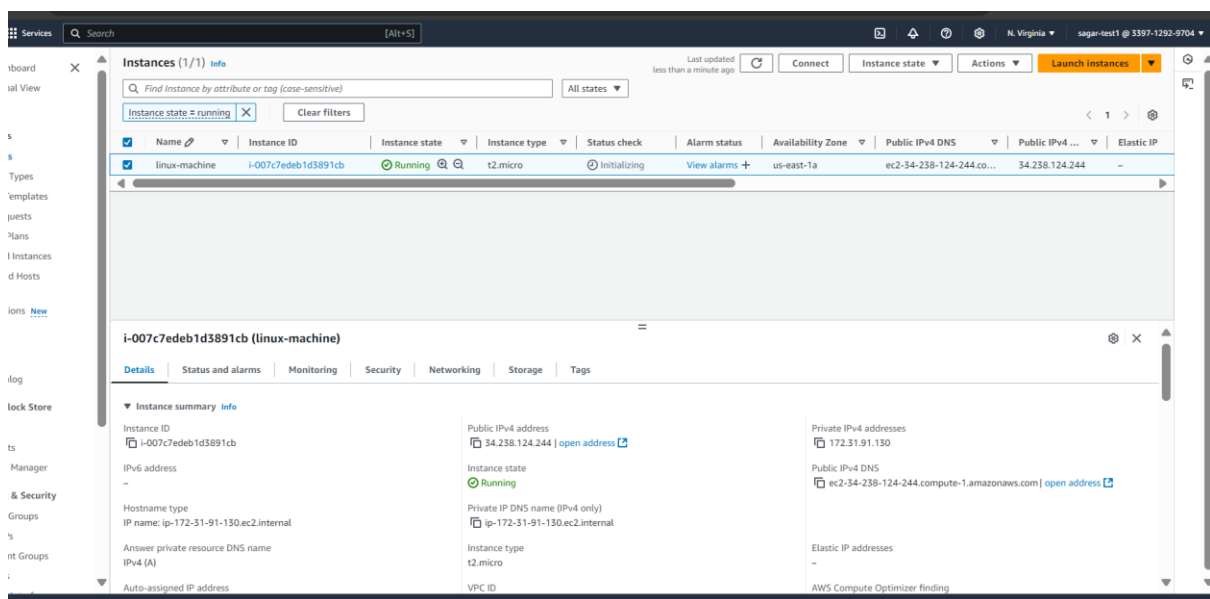 Services Search [Alt+S] N. Virginia sagar-test1 @ 3397-1292-9704
Instances (1/1) Info
Last updated less than a minute ago
Connect Instance state Actions Launch instances
Find Instance by attribute or tag (case-sensitive) All states
Instance state = running Clear filters 1
Name Instance ID Instance state Instance type Status check Alarm status Availability Zone Public IPv4 DNS Public IPv4 ... Elastic IP
linux-machine i-007c7edeb1d3891cb Running t2.micro Initializing View alarms + us-east-1a ec2-34-238-124-244.co... 34.238.124.244 –
Types
Plans
Instances
d Hosts
ions New
lock Store
Manager
& Security
Groups
nt Groups
i-007c7edeb1d3891cb (linux-machine)
Details Status and alarms Monitoring Security Networking Storage Tags
Instance summary Info
Instance ID Public IPv4 address Private IPv4 addresses
i-007c7edeb1d3891cb 34.238.124.244 | open address 172.31.91.130
IPv6 address Instance state Public IPv4 DNS
– Running ec2-34-238-124-244.compute-1.amazonaws.com | open address
Hostname type Private IP DNS name (IPv4 only)
IP name: ip-172-31-91-130.ec2.internal ip-172-31-91-130.ec2.internal
Answer private resource DNS name Instance type Elastic IP addresses
IPv4 (A) t2.micro –
Auto-assigned IP address VPC ID AWS Compute Optimizer finding